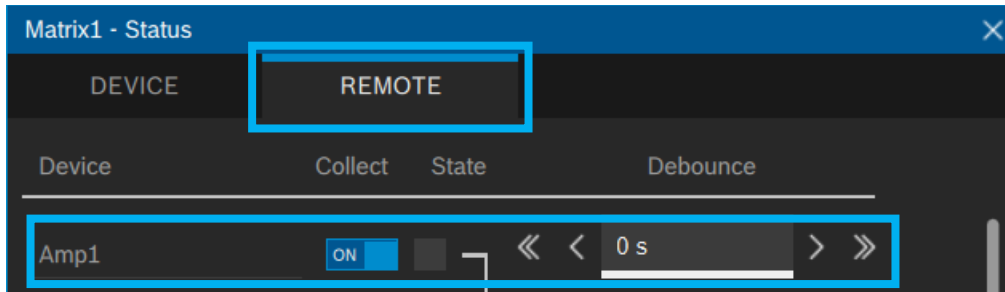 Matrix1 - Status
DEVICE REMOTE
Device Collect State Debounce
Amp1 ON 0 s